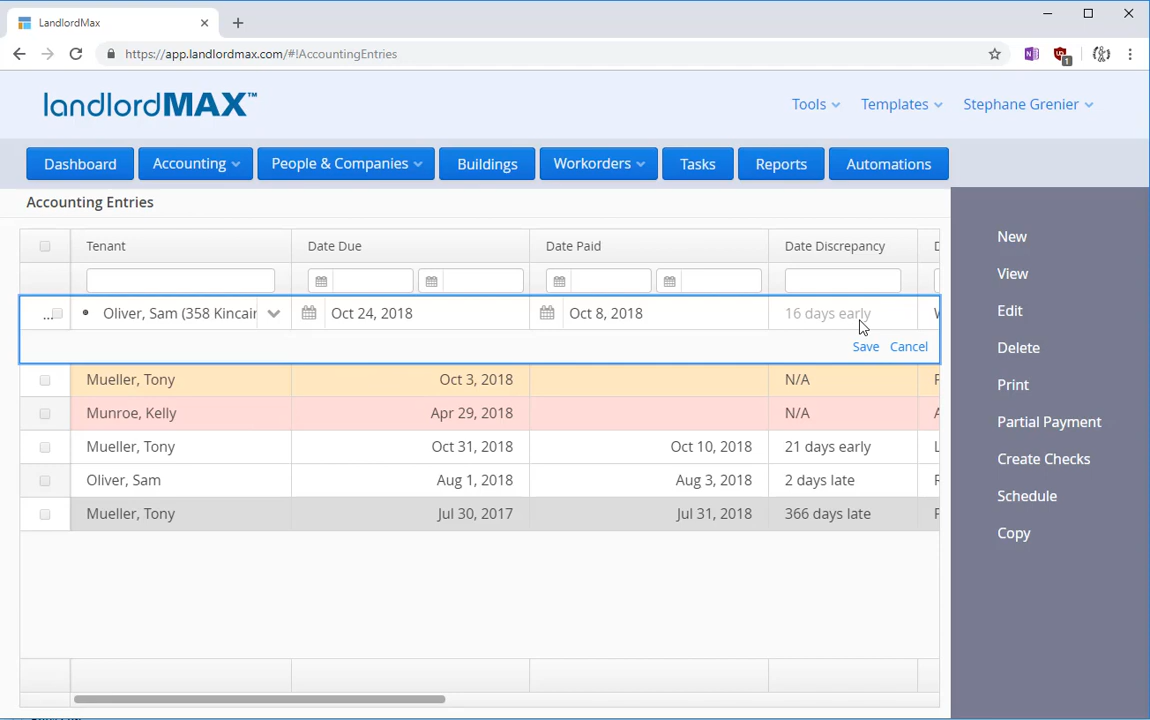 LandlordMax
https://app.landlordmax.com/#!AccountingEntries
1
landlordMAX™
Tools Templates Stephane Grenier
Dashboard Accounting People & Companies Buildings Workorders Tasks Reports Automations
Accounting Entries
Tenant Date Due Date Paid Date Discrepancy
... Oliver, Sam (358 Kincair Oct 24, 2018 Oct 8, 2018 16 days early
Save Cancel
Mueller, Tony Oct 3, 2018 N/A
Munroe, Kelly Apr 29, 2018 N/A
Mueller, Tony Oct 31, 2018 Oct 10, 2018 21 days early
Oliver, Sam Aug 1, 2018 Aug 3, 2018 2 days late
Mueller, Tony Jul 30, 2017 Jul 31, 2018 366 days late
New
View
Edit
Delete
Print
Partial Payment
Create Checks
Schedule
Copy